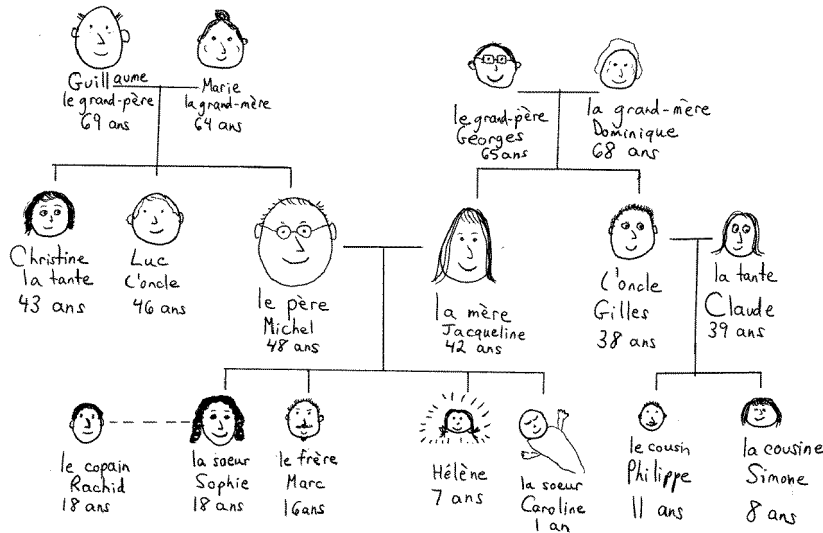 Guillaume
le grand-père
69 ans
Marie
la grand-mère
64 ans
le grand-père
Georges
65 ans
la grand-mère
Dominique
68 ans
Christine
la tante
43 ans
Luc
l'oncle
46 ans
le père
Michel
48 ans
la mère
Jacqueline
42 ans
l'oncle
Gilles
38 ans
la tante
Claude
39 ans
le copain
Rachid
18 ans
la soeur
Sophie
18 ans
le frère
Marc
16 ans
Hélène
7 ans
la soeur
Caroline
1 an
le cousin
Philippe
11 ans
la cousine
Simone
8 ans